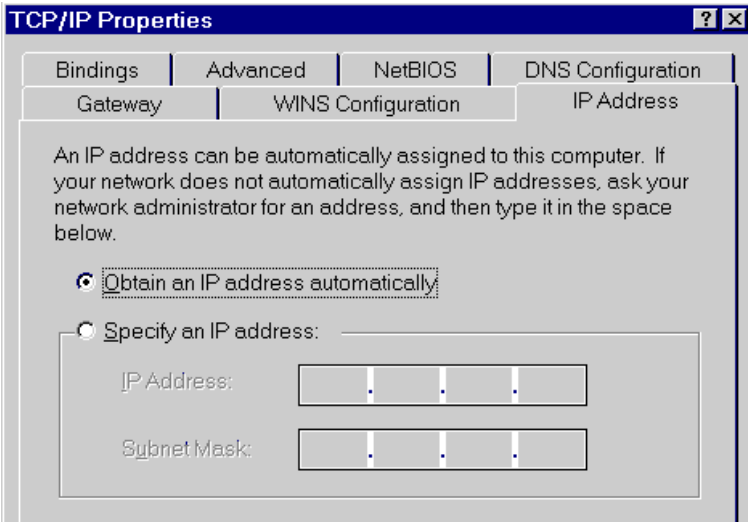 TCP/IP Properties
Bindings
Advanced
NetBIOS
DNS Configuration
Gateway
WINS Configuration
IP Address
An IP address can be automatically assigned to this computer. If
your network does not automatically assign IP addresses, ask your
network administrator for an address, and then type it in the space
below.
Obtain an IP address automatically
Specify an IP address:
IP Address:
Subnet Mask: